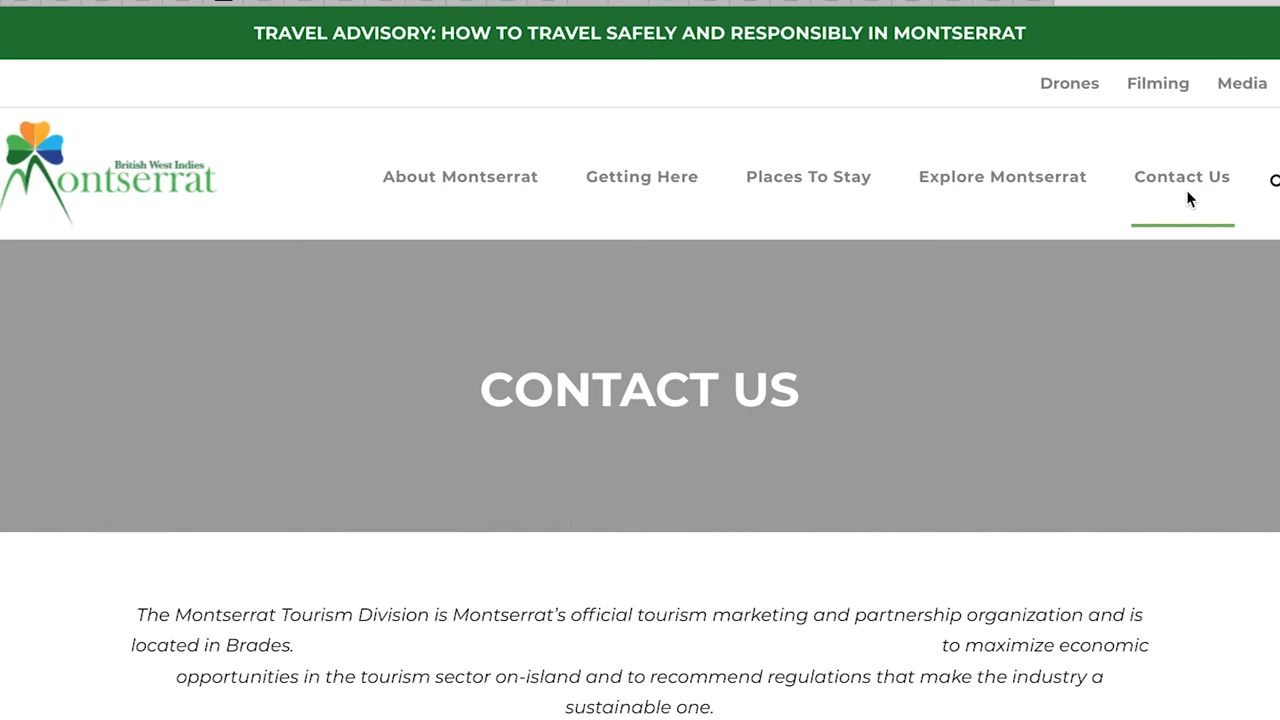 TRAVEL ADVISORY: HOW TO TRAVEL SAFELY AND RESPONSIBLY IN MONTSERRAT
Drones Filming Media
British West Indies
Montserrat
About Montserrat Getting Here Places To Stay Explore Montserrat Contact Us
CONTACT US
The Montserrat Tourism Division is Montserrat’s official tourism marketing and partnership organization and is
located in Brades. to maximize economic
opportunities in the tourism sector on-island and to recommend regulations that make the industry a
sustainable one.